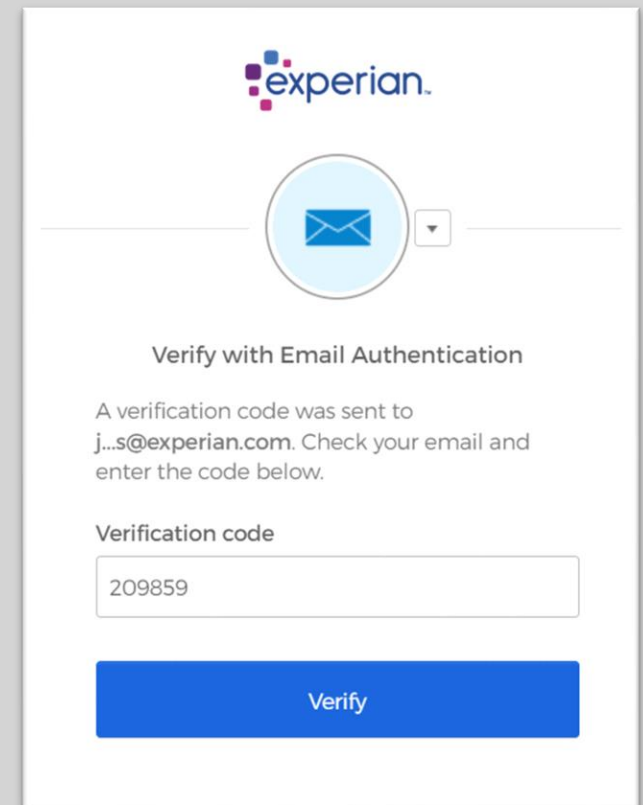 experian™
Verify with Email Authentication
A verification code was sent to
j...s@experian.com. Check your email and
enter the code below.
Verification code
209859
Verify